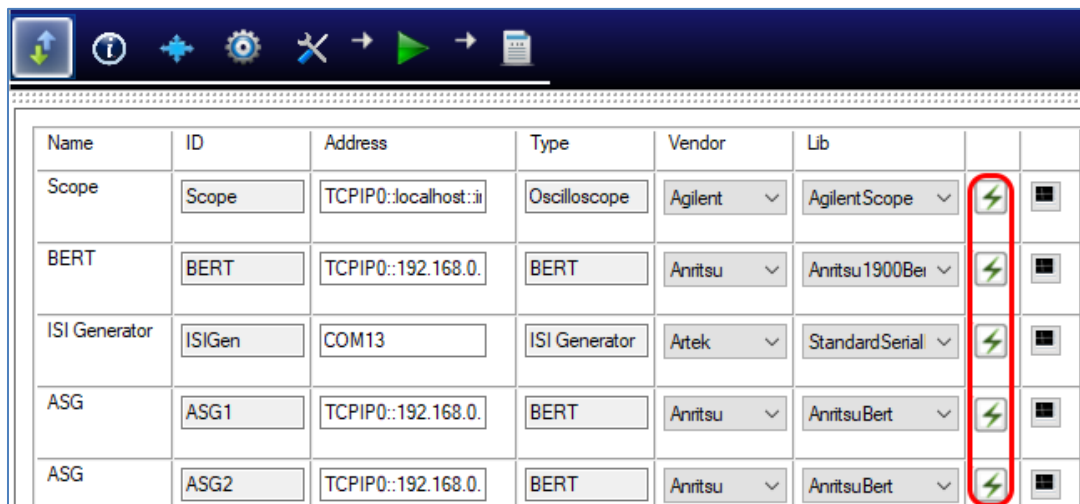 Name ID Address Type Vendor Lib
Scope Scope TCPIP0::localhost::i Oscilloscope Agilent AgilentScope
BERT BERT TCPIP0::192.168.0. BERT Anritsu Anritsu1900Ber
ISI Generator ISIGen COM13 ISI Generator Artek StandardSerial
ASG ASG1 TCPIP0::192.168.0. BERT Anritsu AnritsuBert
ASG ASG2 TCPIP0::192.168.0. BERT Anritsu AnritsuBert